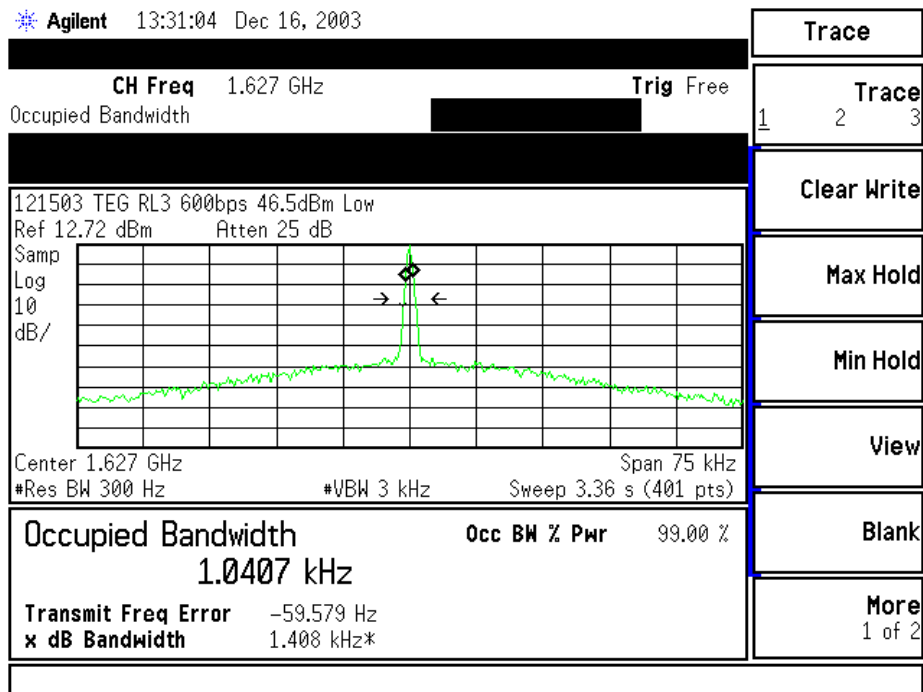 Agilent 13:31:04 Dec 16, 2003
CH Freq 1.627 GHz Trig Free
Occupied Bandwidth
121503 TEG RL3 600bps 46.5dBm Low
Ref 12.72 dBm Atten 25 dB
Samp
Log
10
dB/
Center 1.627 GHz Span 75 kHz
#Res BW 300 Hz #VBW 3 kHz Sweep 3.36 s (401 pts)
Occupied Bandwidth Occ BW % Pwr 99.00 %
1.0407 kHz
Transmit Freq Error -59.579 Hz
x dB Bandwidth 1.408 kHz*
Trace
Trace
1 2 3
Clear Write
Max Hold
Min Hold
View
Blank
More
1 of 2